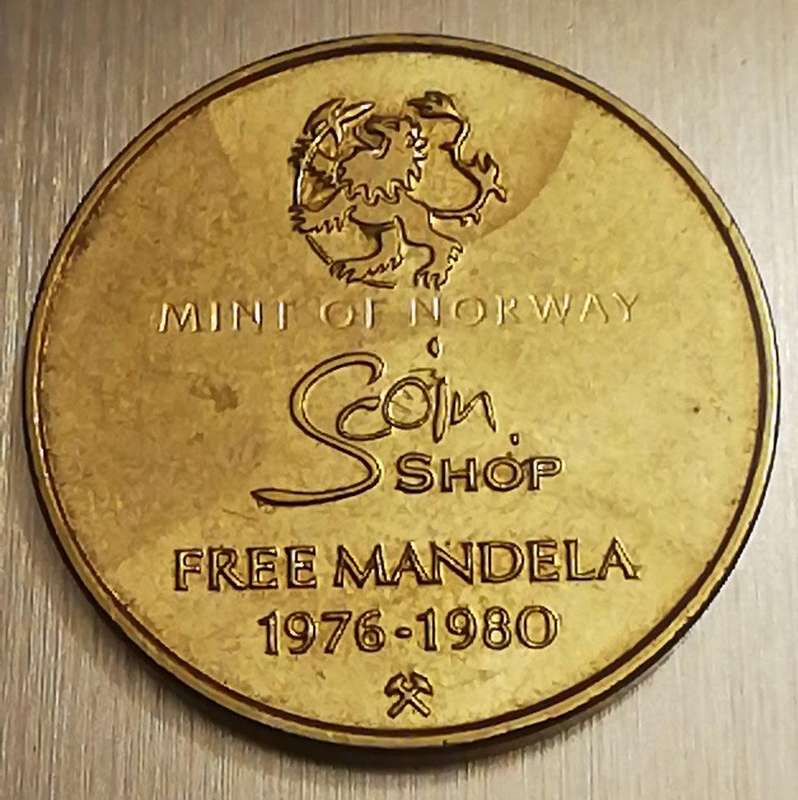 MINT OF NORWAY
Scoin
SHOP
FREE MANDELA
1976-1980